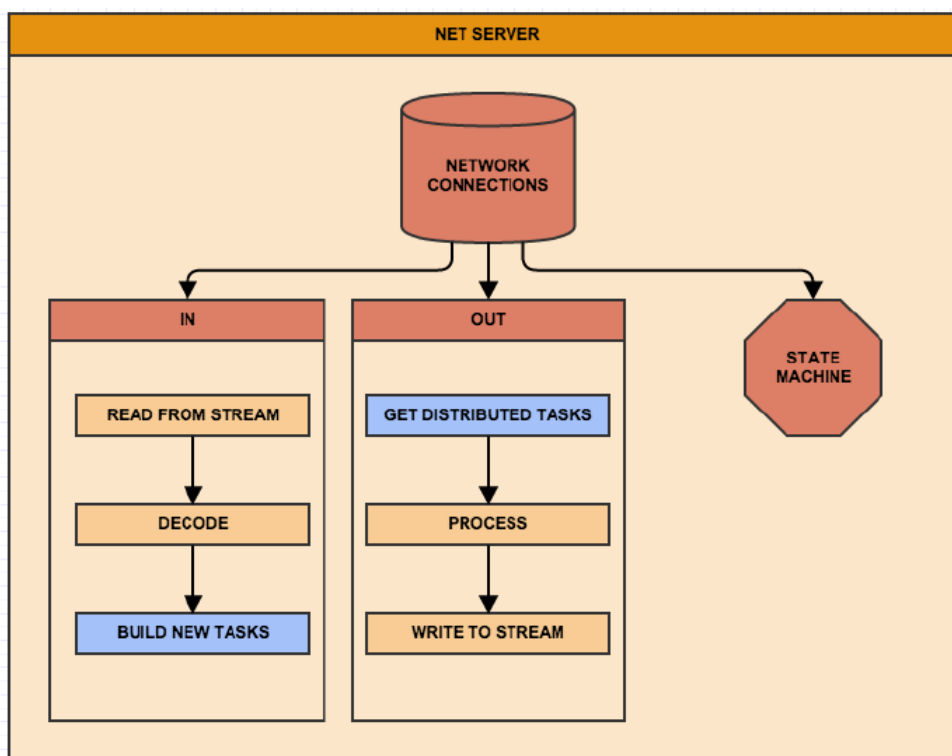 NET SERVER
NETWORK
CONNECTIONS
IN
READ FROM STREAM
DECODE
BUILD NEW TASKS
OUT
GET DISTRIBUTED TASKS
PROCESS
WRITE TO STREAM
STATE
MACHINE